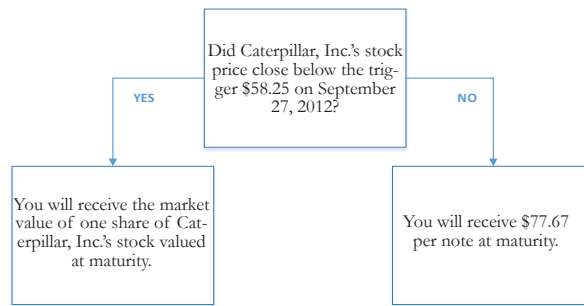 Did Caterpillar, Inc.'s stock
price close below the trig-
ger $58.25 on September
27, 2012?
YES
NO
You will receive the market
value of one share of Cat-
erpillar, Inc.'s stock valued
at maturity.
You will receive $77.67
per note at maturity.